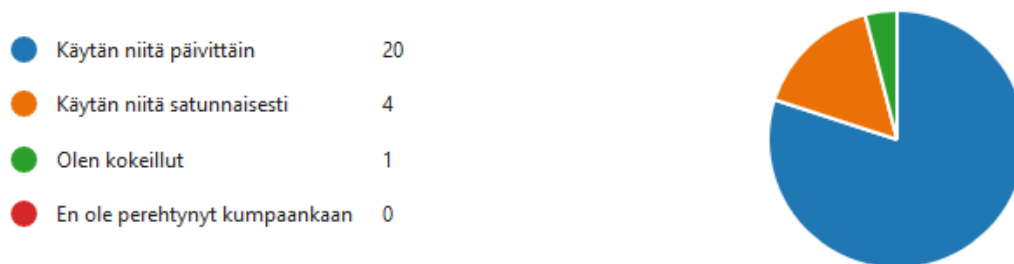 Käytän niitä päivittäin 20
Käytän niitä satunnaisesti 4
Olen kokeillut 1
En ole perehtynyt kumpaankaan 0